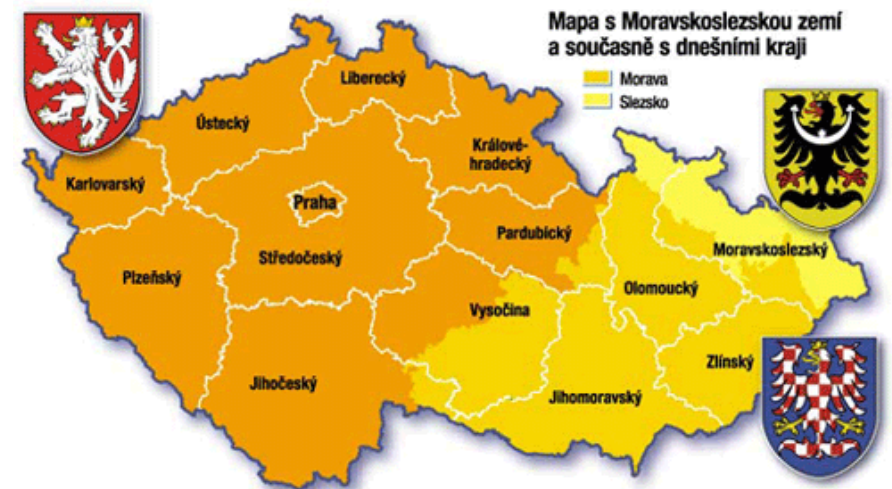 Mapa s Moravskoslezskou zemí
a současně s dnešními kraji
Morava
Slezsko
Liberecký
Ústecký
Králové-
hradecký
Karlovarský
Praha
Pardubický
Středočeský
Moravskoslezský
Plzeňský
Olomoucký
Vysočina
Zlínský
Jihočeský
Jihomoravský